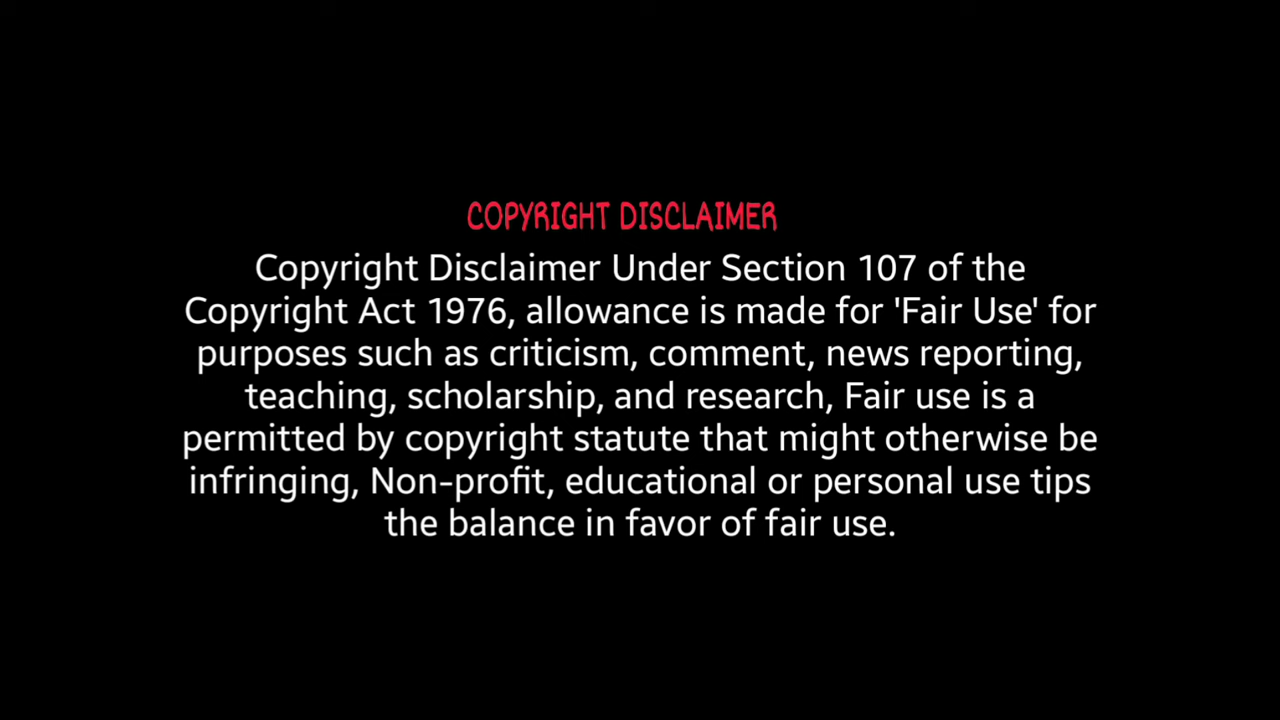 COPYRIGHT DISCLAIMER
Copyright Disclaimer Under Section 107 of the
Copyright Act 1976, allowance is made for 'Fair Use' for
purposes such as criticism, comment, news reporting,
teaching, scholarship, and research, Fair use is a
permitted by copyright statute that might otherwise be
infringing, Non-profit, educational or personal use tips
the balance in favor of fair use.